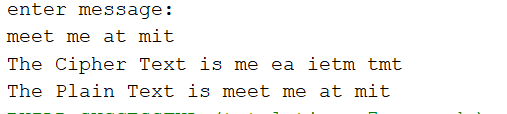 enter message:
meet me at mit
The Cipher Text is me ea ietm tmt
The Plain Text is meet me at mit